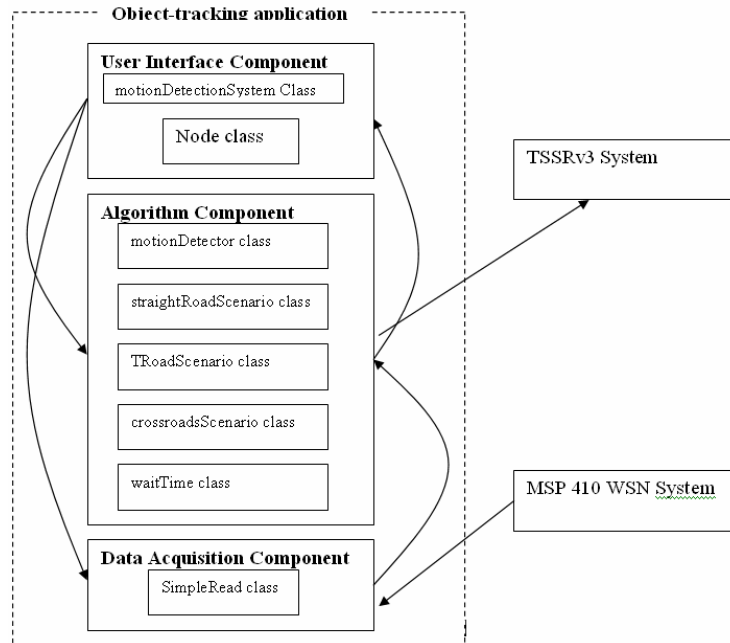 Object-tracking application
User Interface Component
motionDetectionSystem Class
Node class
Algorithm Component
motionDetector class
straightRoadScenario class
TRoadScenario class
crossroadsScenario class
waitTime class
Data Acquisition Component
SimpleRead class
TSSRv3 System
MSP 410 WSN System